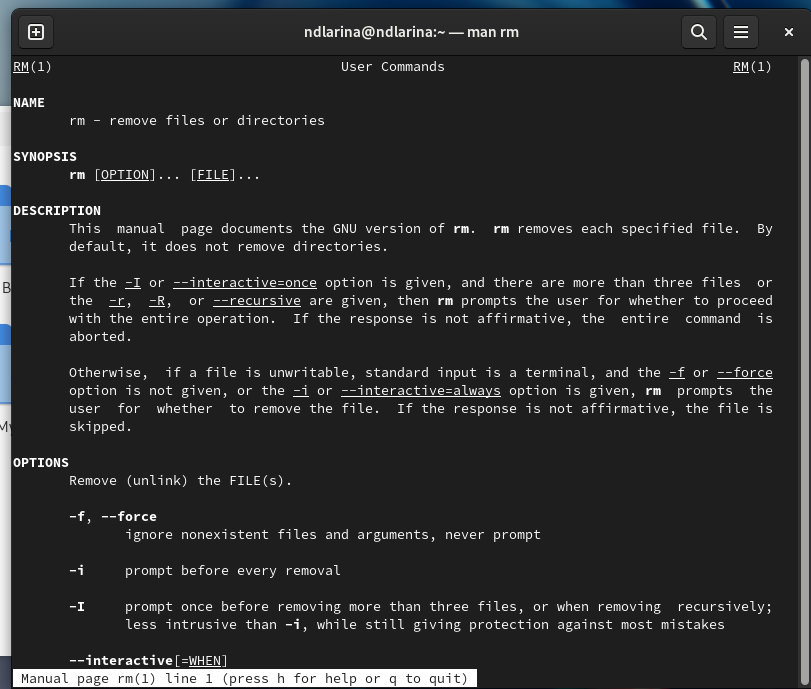 ndlarina@ndlarina:~ — man rm
RM(1) User Commands RM(1)
NAME
rm - remove files or directories
SYNOPSIS
rm [OPTION]... [FILE]...
DESCRIPTION
This manual page documents the GNU version of rm. rm removes each specified file. By
default, it does not remove directories.
If the -I or --interactive=once option is given, and there are more than three files or
the -r, -R, or --recursive are given, then rm prompts the user for whether to proceed
with the entire operation. If the response is not affirmative, the entire command is
aborted.
Otherwise, if a file is unwritable, standard input is a terminal, and the -f or --force
option is not given, or the -i or --interactive=always option is given, rm prompts the
user for whether to remove the file. If the response is not affirmative, the file is
skipped.
OPTIONS
Remove (unlink) the FILE(s).
-f, --force
ignore nonexistent files and arguments, never prompt
-i prompt before every removal
-I prompt once before removing more than three files, or when removing recursively;
less intrusive than -i, while still giving protection against most mistakes
--interactive[=WHEN]
Manual page rm(1) line 1 (press h for help or q to quit)